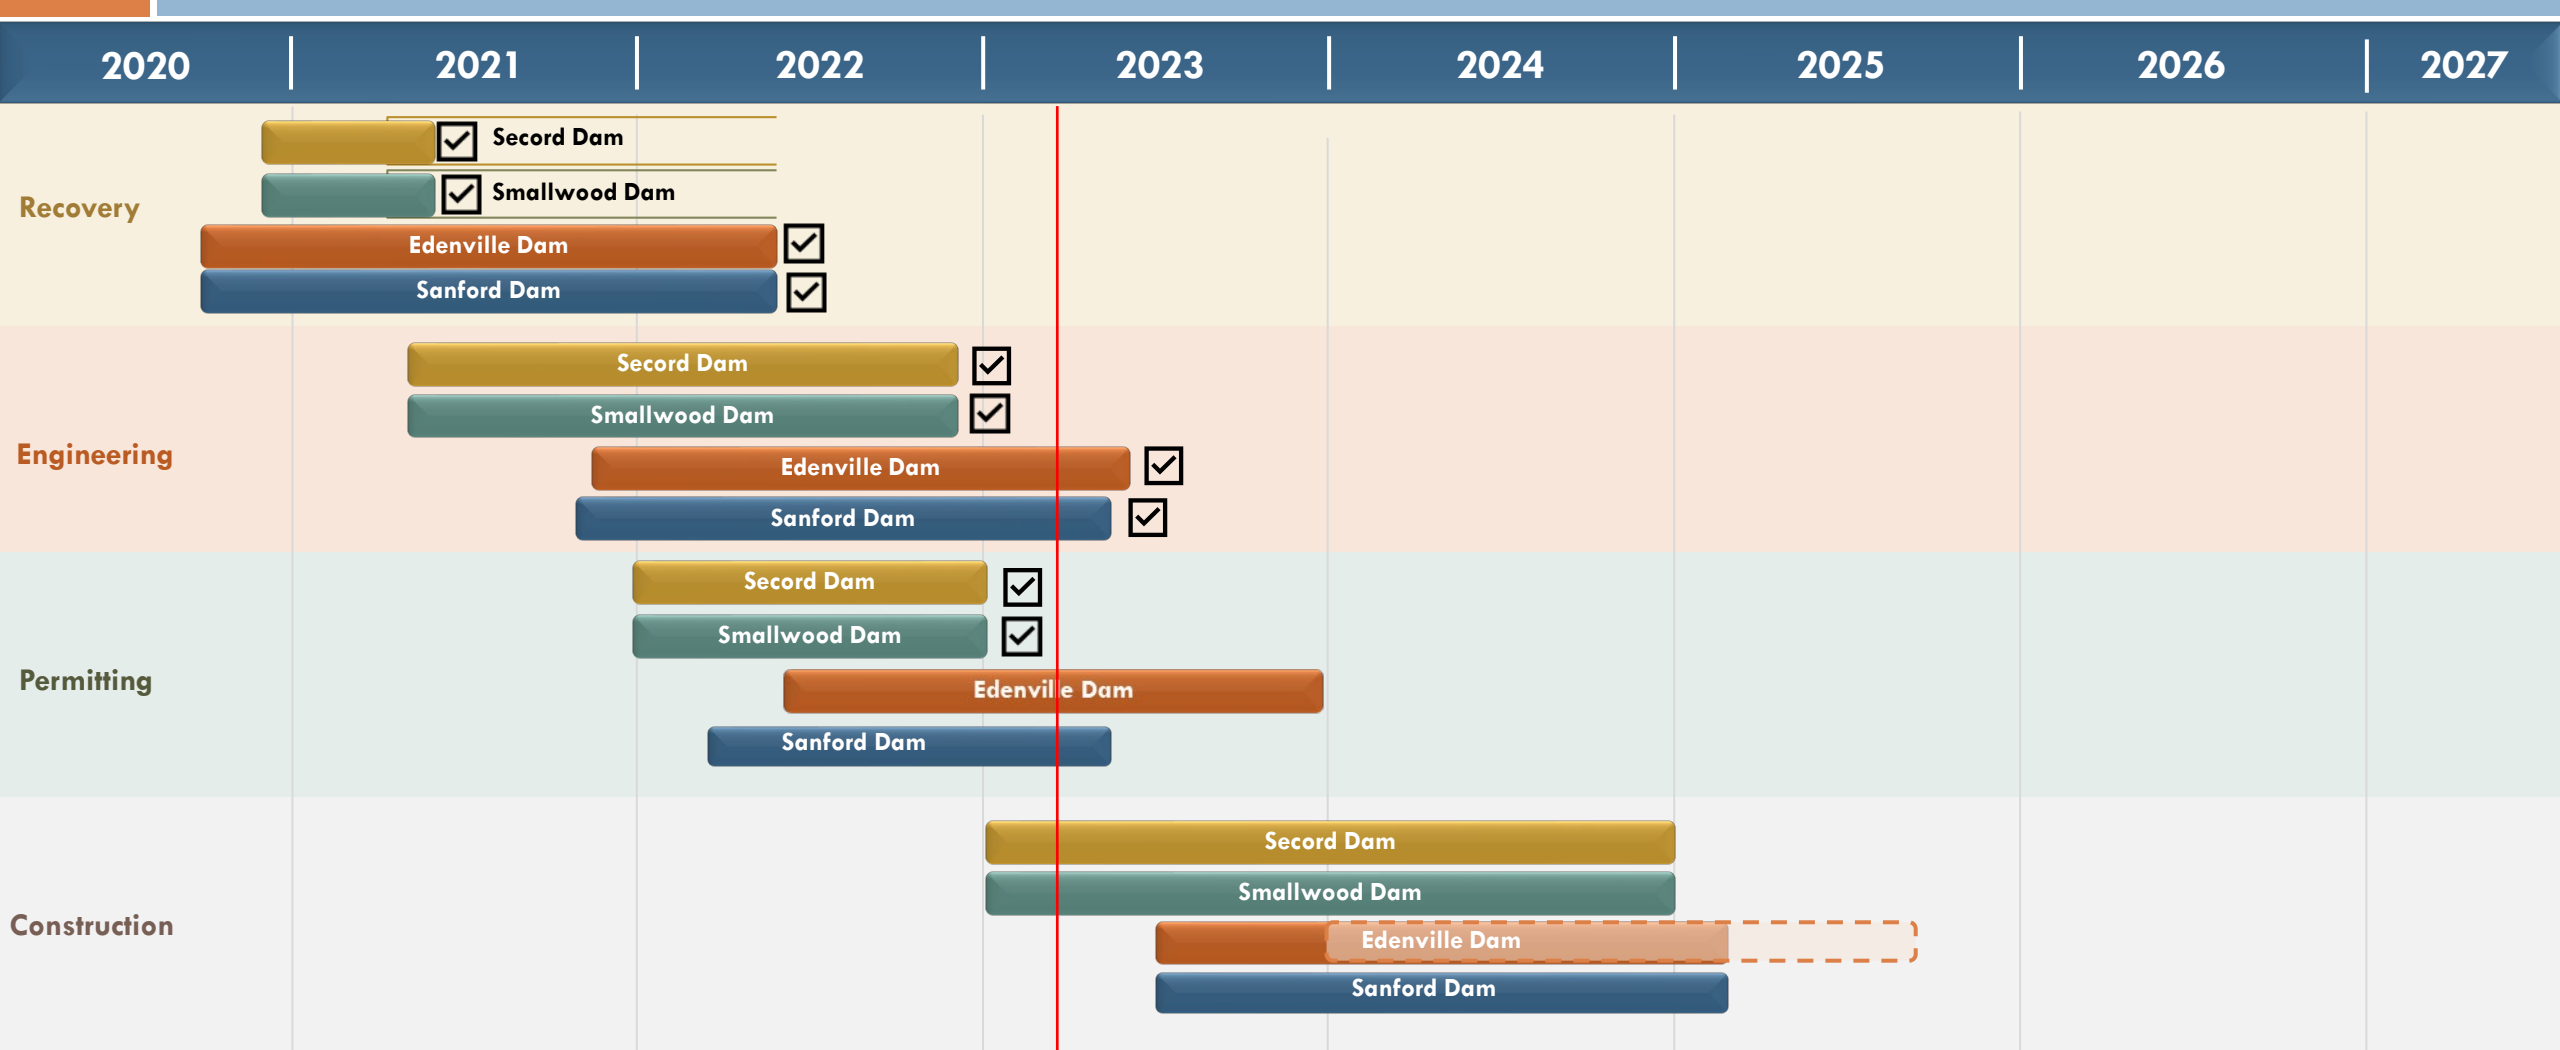 2020 2021 2022 2023 2024 2025 2026 2027
Recovery
Secord Dam
Smallwood Dam
Edenville Dam
Sanford Dam
Engineering
Secord Dam
Smallwood Dam
Edenville Dam
Sanford Dam
Permitting
Secord Dam
Smallwood Dam
Edenville Dam
Sanford Dam
Construction
Secord Dam
Smallwood Dam
Edenville Dam
Sanford Dam